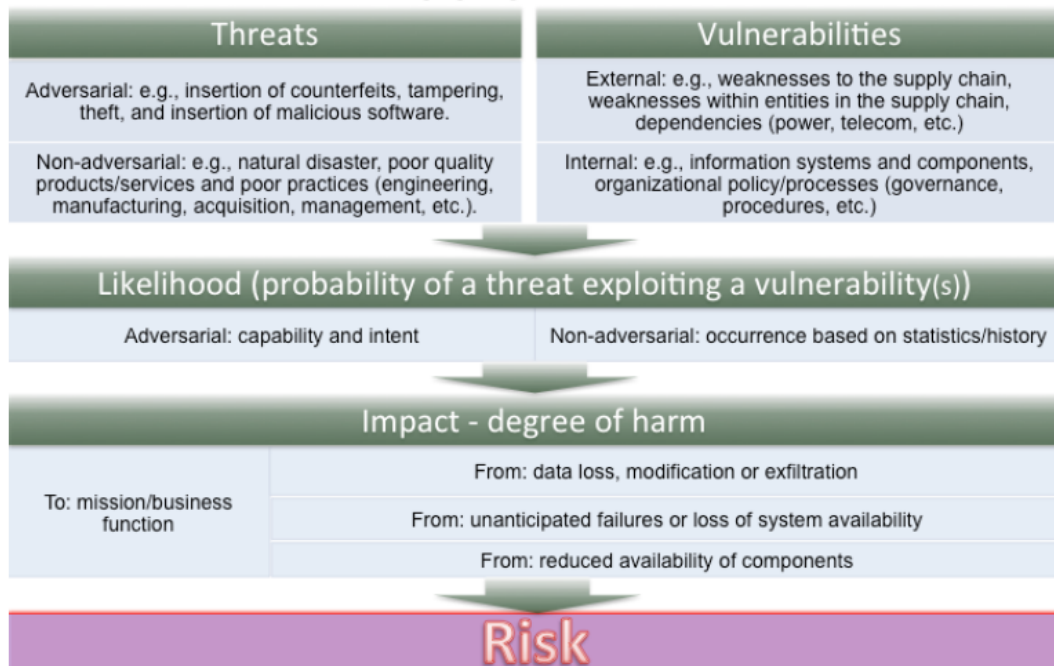 Threats
Adversarial: e.g., insertion of counterfeits, tampering,
theft, and insertion of malicious software.
Non-adversarial: e.g., natural disaster, poor quality
products/services and poor practices (engineering,
manufacturing, acquisition, management, etc.).
Vulnerabilities
External: e.g., weaknesses to the supply chain,
weaknesses within entities in the supply chain,
dependencies (power, telecom, etc.)
Internal: e.g., information systems and components,
organizational policy/processes (governance,
procedures, etc.)
Likelihood (probability of a threat exploiting a vulnerability(s))
Adversarial: capability and intent
Non-adversarial: occurrence based on statistics/history
Impact - degree of harm
To: mission/business
function
From: data loss, modification or exfiltration
From: unanticipated failures or loss of system availability
From: reduced availability of components
Risk